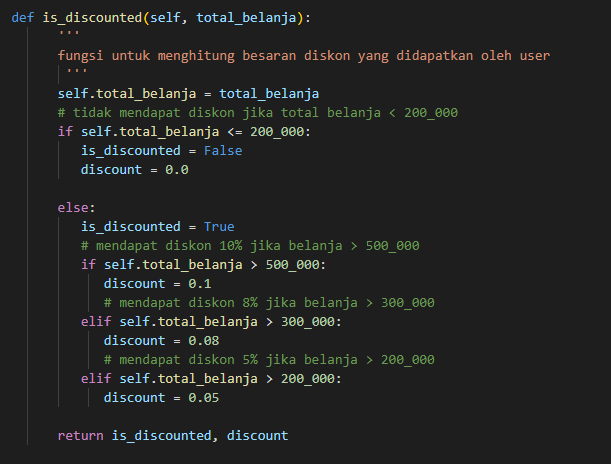 def is_discounted(self, total_belanja):
'''
fungsi untuk menghitung besaran diskon yang didapatkan oleh user
'''
self.total_belanja = total_belanja
# tidak mendapat diskon jika total belanja < 200_000
if self.total_belanja <= 200_000:
is_discounted = False
discount = 0.0
else:
is_discounted = True
# mendapat diskon 10% jika belanja > 500_000
if self.total_belanja > 500_000:
discount = 0.1
# mendapat diskon 8% jika belanja > 300_000
elif self.total_belanja > 300_000:
discount = 0.08
# mendapat diskon 5% jika belanja > 200_000
elif self.total_belanja > 200_000:
discount = 0.05
return is_discounted, discount